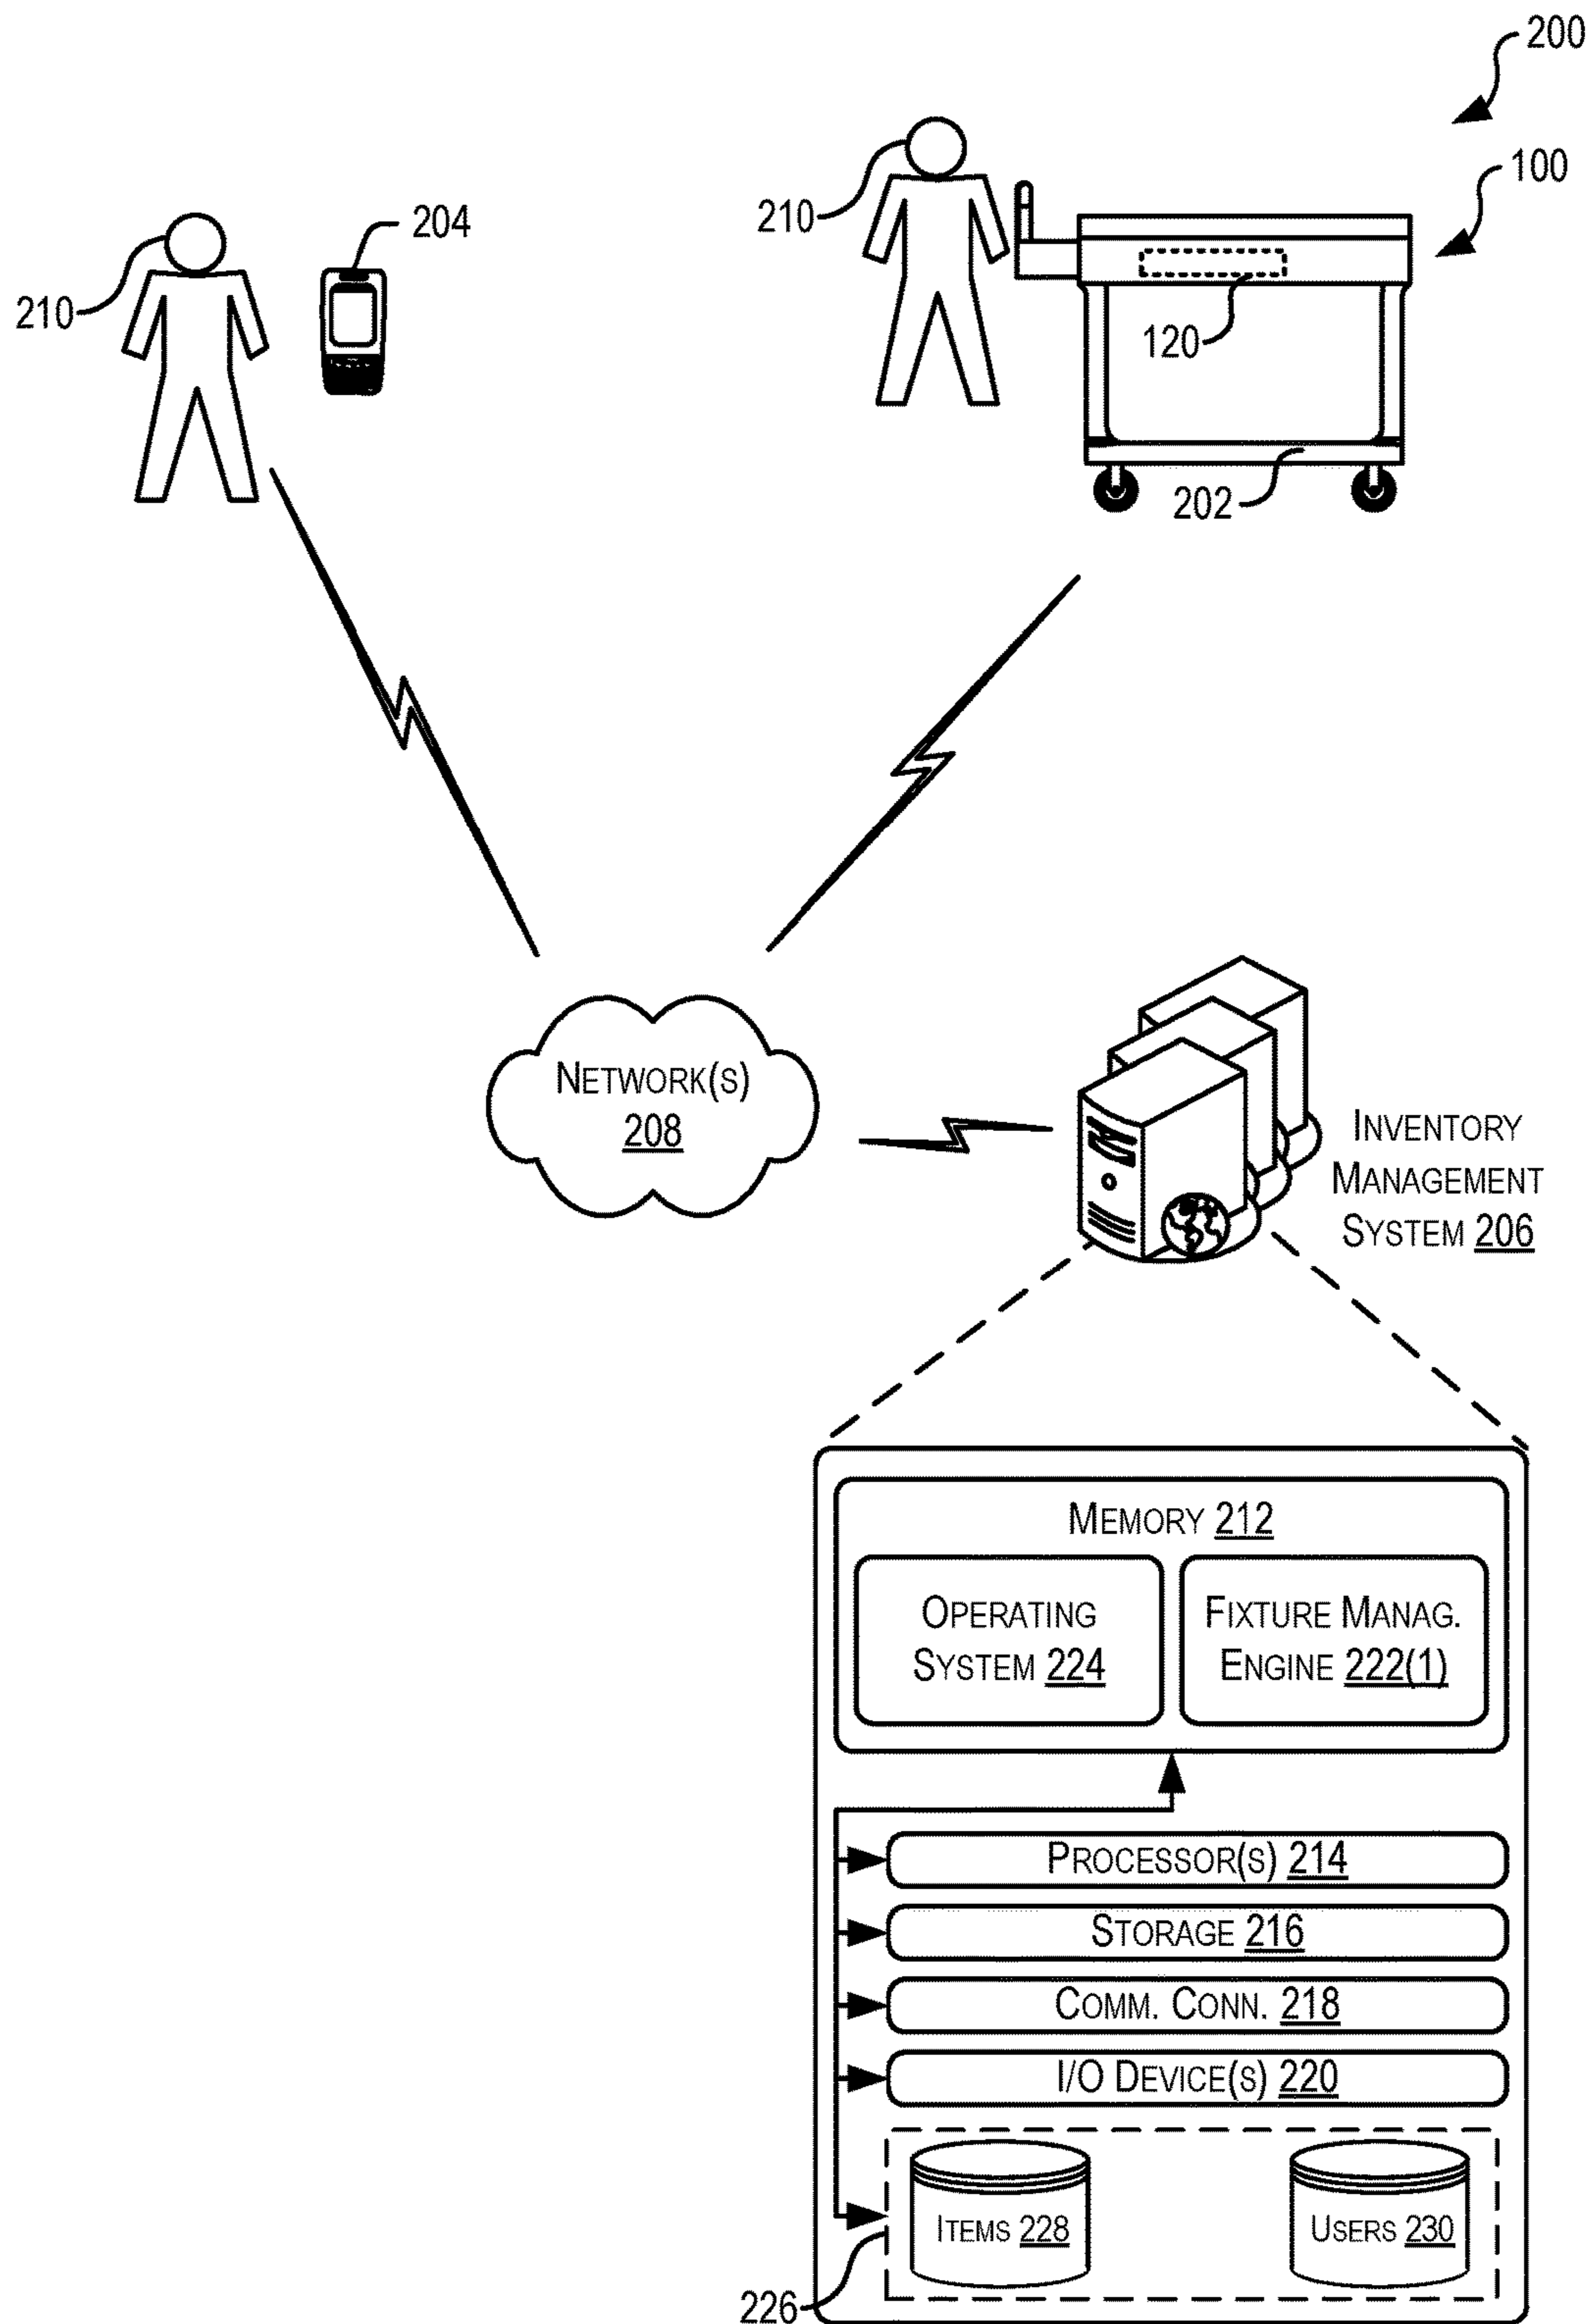 200
100
210
204
210
120
202
NETWORK(S)
208
INVENTORY
MANAGEMENT
SYSTEM 206
MEMORY 212
OPERATING
SYSTEM 224
FIXTURE MANAG.
ENGINE 222(1)
PROCESSOR(S) 214
STORAGE 216
COMM. CONN. 218
I/O DEVICE(S) 220
ITEMS 228
USERS 230
226